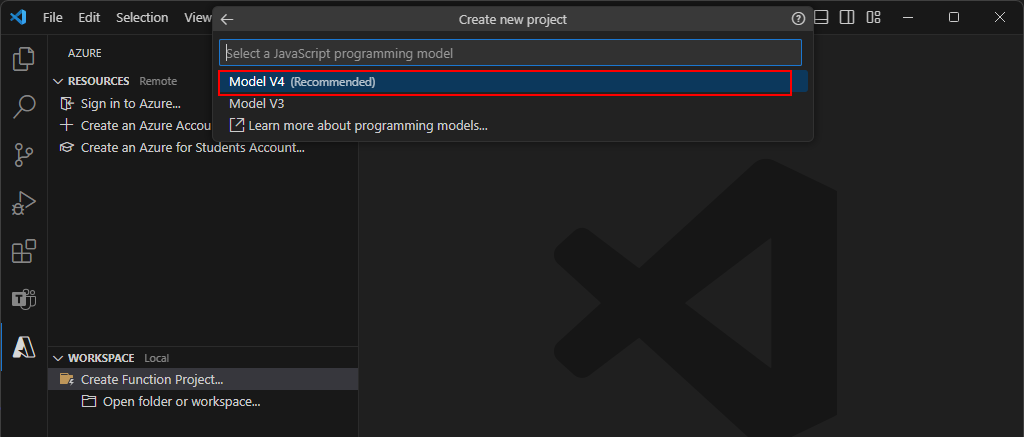 File Edit Selection View
Create new project
Select a JavaScript programming model
Model V4 (Recommended)
Model V3
Learn more about programming models...
AZURE
RESOURCES Remote
Sign in to Azure...
Create an Azure Accou
Create an Azure for Students Account...
WORKSPACE Local
Create Function Project...
Open folder or workspace...